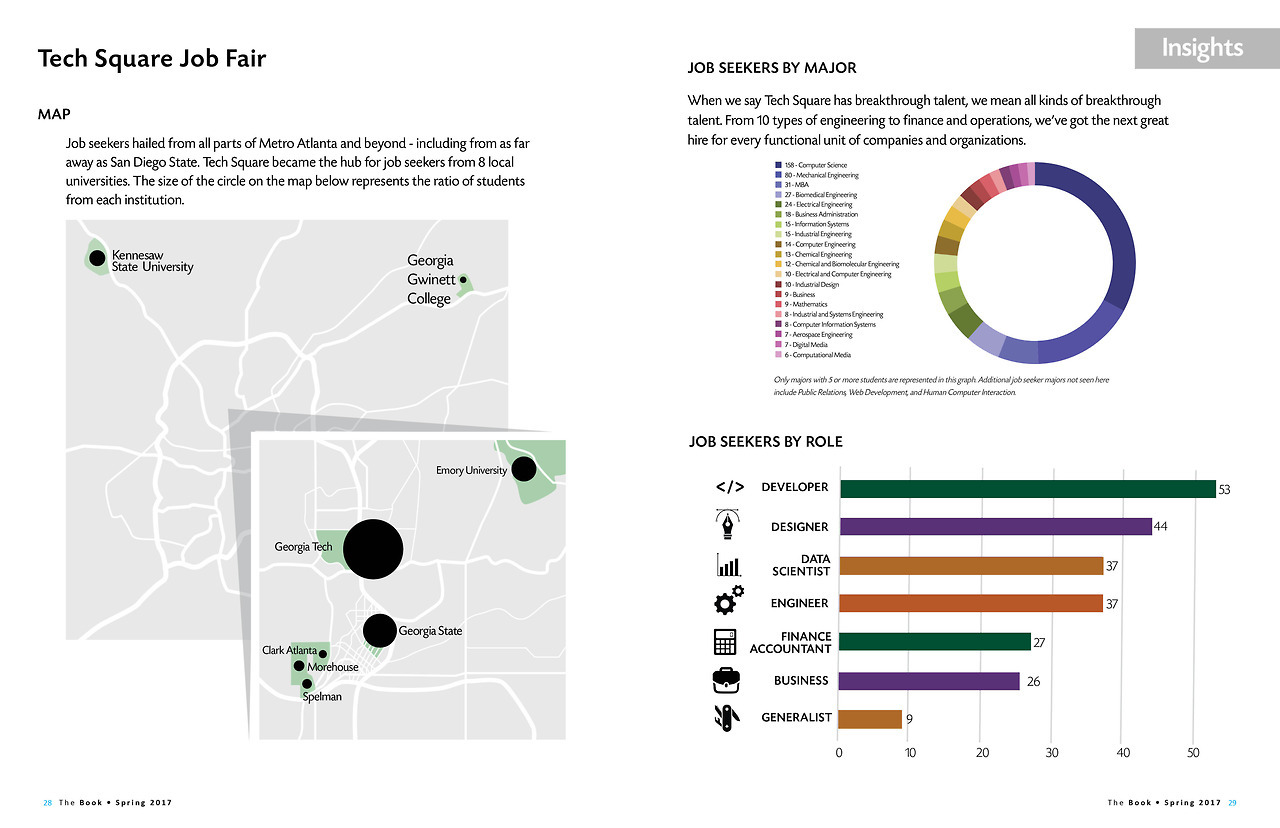 Tech Square Job Fair
MAP
Job seekers hailed from all parts of Metro Atlanta and beyond - including from as far
away as San Diego State. Tech Square became the hub for job seekers from 8 local
universities. The size of the circle on the map below represents the ratio of students
from each institution.
Kennesaw
State University
Georgia
Gwinett
College
Emory University
Georgia Tech
Georgia State
Clark Atlanta
Morehouse
Spelman
28 The Book • Spring 2017
Insights
JOB SEEKERS BY MAJOR
When we say Tech Square has breakthrough talent, we mean all kinds of breakthrough
talent. From 10 types of engineering to finance and operations, we've got the next great
hire for every functional unit of companies and organizations.
158 - Computer Science
80 - Mechanical Engineering
31 - MBA
27 - Biomedical Engineering
24 - Electrical Engineering
18 - Business Administration
15 - Information Systems
15 - Industrial Engineering
14 - Computer Engineering
13 - Chemical Engineering
12 - Chemical and Biomolecular Engineering
10 - Electrical and Computer Engineering
10 - Industrial Design
9 - Business
9 - Mathematics
8 - Industrial and Systems Engineering
8 - Computer Information Systems
7 - Aerospace Engineering
7 - Digital Media
6 - Computational Media
Only majors with 5 or more students are represented in this graph. Additional job seeker majors not seen here
include Public Relations, Web Development, and Human Computer Interaction.
JOB SEEKERS BY ROLE
</> DEVELOPER 53
DESIGNER 44
DATA
SCIENTIST 37
ENGINEER 37
FINANCE
ACCOUNTANT 27
BUSINESS 26
GENERALIST 9
0 10 20 30 40 50
The Book • Spring 2017 29